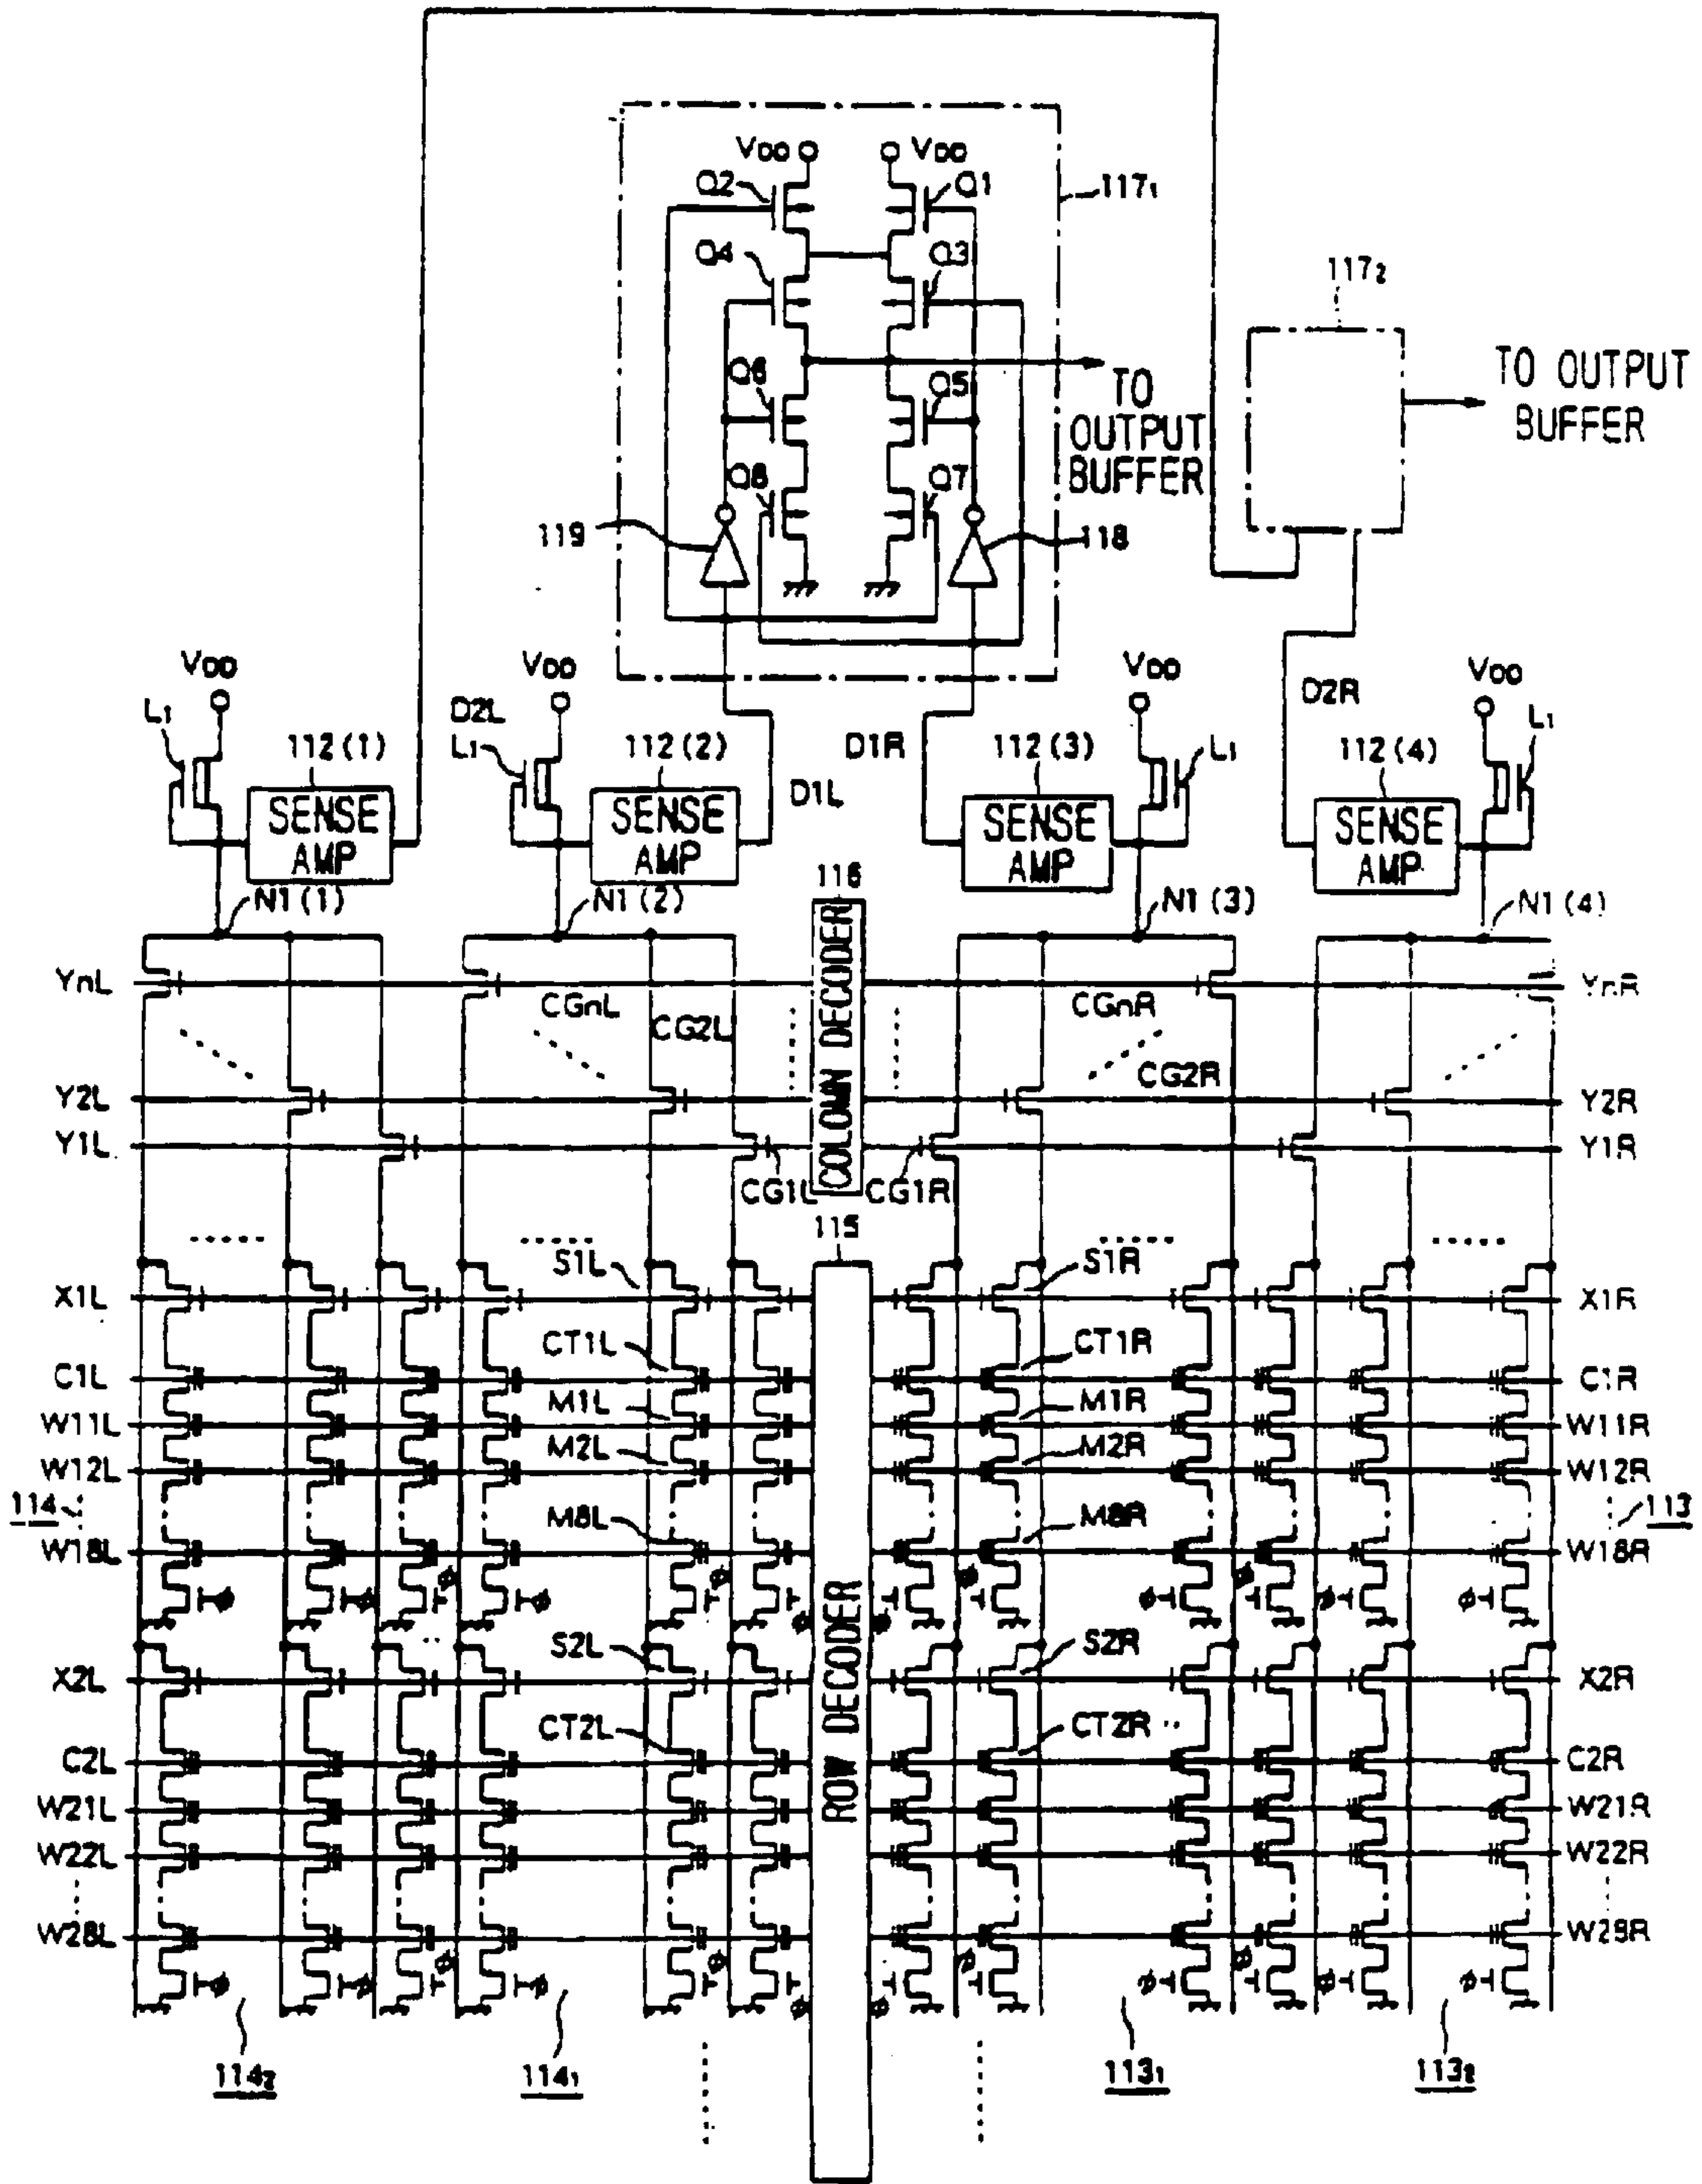 VDD VDD
Q2 Q1 117₁
Q4 Q3
117₂
TO OUTPUT
BUFFER
Q6 Q5
TO
OUTPUT
BUFFER
Q8 Q7
119 118
VDD VDD VDD VDD
L1 D2L L1 D1R D2R L1
112(1) 112(2) 112(3) L1 112(4)
D1L
SENSE AMP SENSE AMP SENSE AMP SENSE AMP
N1(1) N1(2) 116 N1(3) N1(4)
COLOMN DECODER
YnL CGnL CGnR YnR
CG2L
CG2R
Y2L Y2R
Y1L Y1R
CG1L CG1R
115
ROW DECODER
S1L S1R
X1L X1R
CT1L CT1R
C1L C1R
M1L M1R
W11L W11R
M2L M2R
W12L W12R
114 113
M8L M8R
W18L W18R
ϕ ϕ ϕ ϕ ϕ ϕ ϕ ϕ ϕ ϕ ϕ ϕ
S2L S2R
X2L X2R
CT2L CT2R
C2L C2R
W21L W21R
W22L W22R
W28L W29R
ϕ ϕ ϕ ϕ ϕ ϕ ϕ ϕ ϕ ϕ ϕ ϕ
114₂ 114₁ 113₁ 113₂